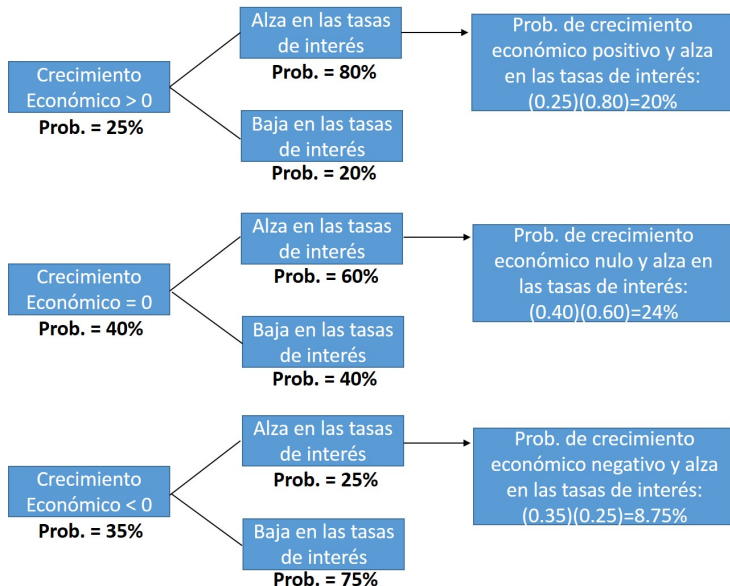 Crecimiento
Económico > 0
Prob. = 25%
Alza en las tasas
de interés
Prob. = 80%
Baja en las tasas
de interés
Prob. = 20%
Prob. de crecimiento
económico positivo y alza
en las tasas de interés:
(0.25)(0.80)=20%
Crecimiento
Económico = 0
Prob. = 40%
Alza en las tasas
de interés
Prob. = 60%
Baja en las tasas
de interés
Prob. = 40%
Prob. de crecimiento
económico nulo y alza en
las tasas de interés:
(0.40)(0.60)=24%
Crecimiento
Económico < 0
Prob. = 35%
Alza en las tasas
de interés
Prob. = 25%
Baja en las tasas
de interés
Prob. = 75%
Prob. de crecimiento
económico negativo y alza
en las tasas de interés:
(0.35)(0.25)=8.75%